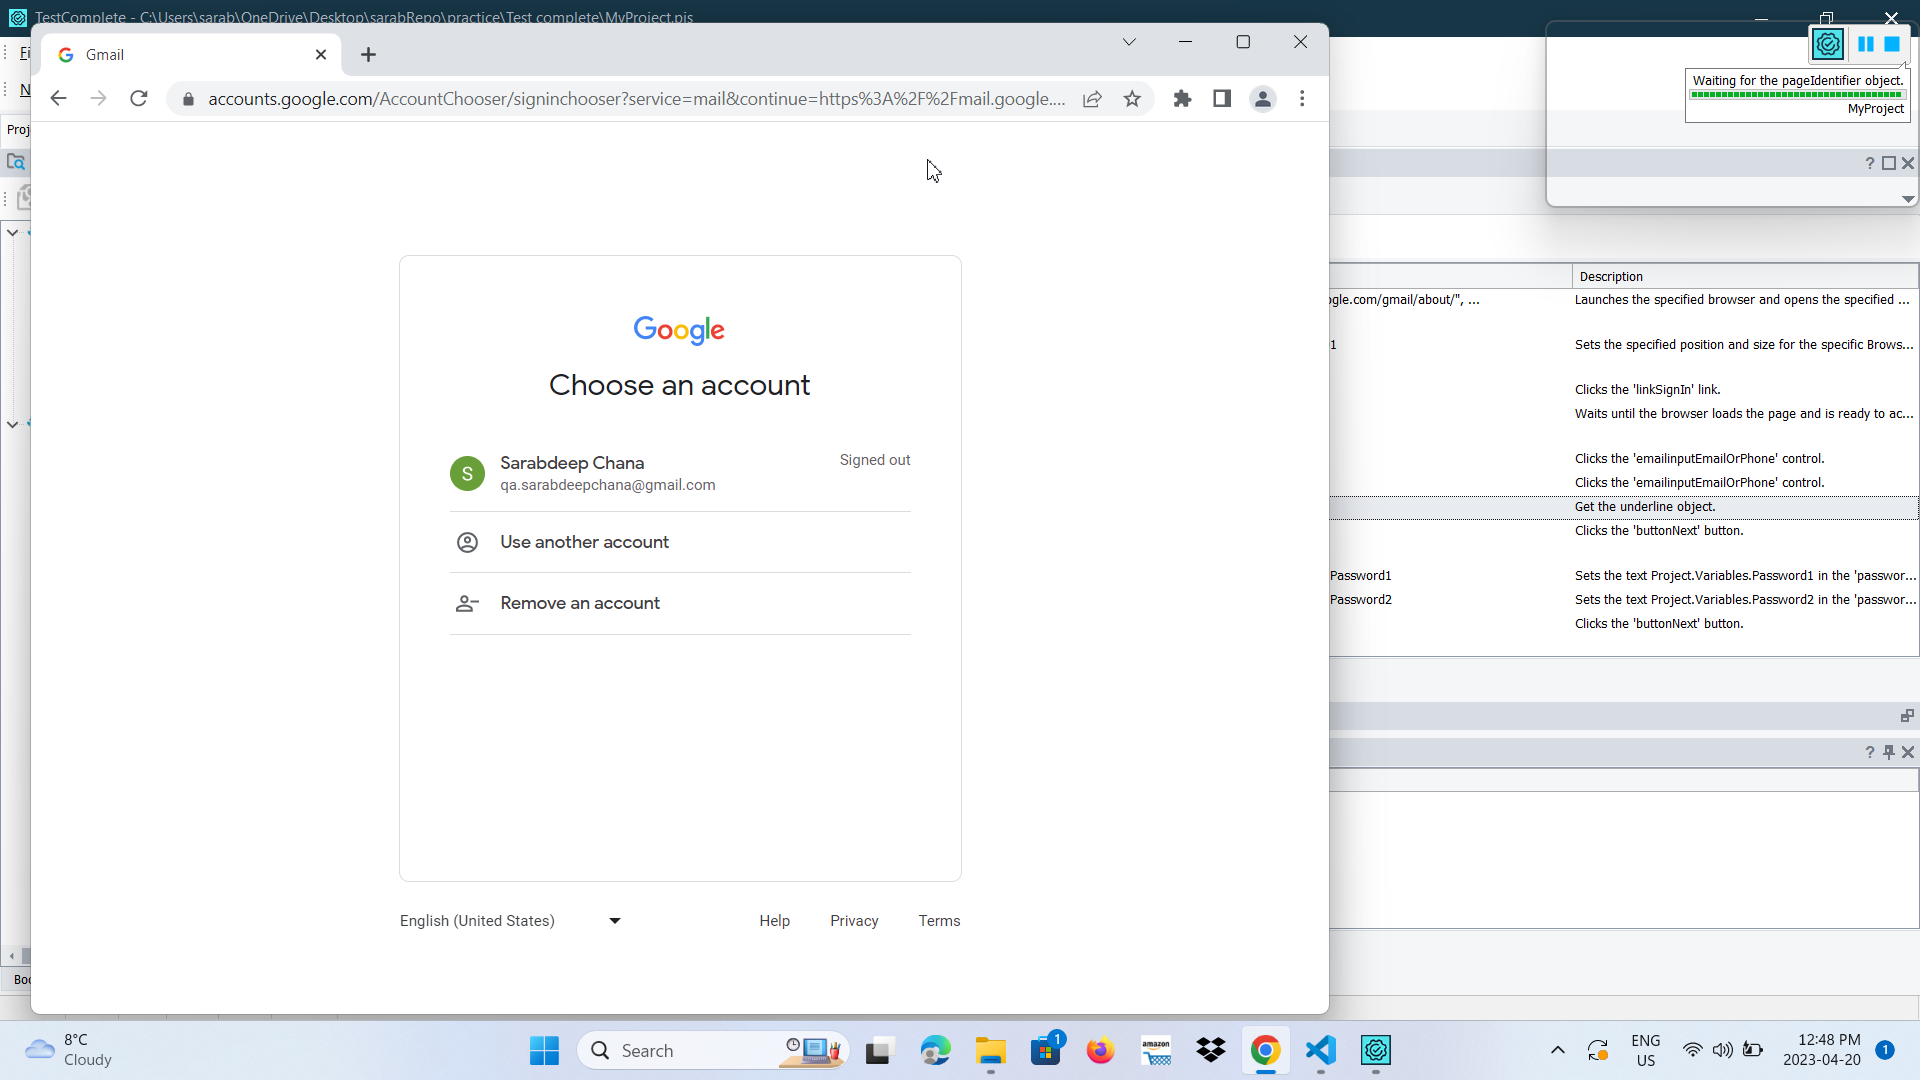 TestComplete - C:\Users\sarab\OneDrive\Desktop\sarabRepo\practice\Test complete\MyProject.pjs
Gmail
accounts.google.com/AccountChooser/signinchooser?service=mail&continue=https%3A%2F%2Fmail.google....
Waiting for the pageIdentifier object.
MyProject
Fi
N
Proj
Google
Choose an account
S
Sarabdeep Chana
Signed out
qa.sarabdeepchana@gmail.com
Use another account
Remove an account
English (United States)
Help
Privacy
Terms
Description
ogle.com/gmail/about/", ...
Launches the specified browser and opens the specified ...
1
Sets the specified position and size for the specific Brows...
Clicks the 'linkSignIn' link.
Waits until the browser loads the page and is ready to ac...
Clicks the 'emailinputEmailOrPhone' control.
Clicks the 'emailinputEmailOrPhone' control.
Get the underline object.
Clicks the 'buttonNext' button.
Password1
Sets the text Project.Variables.Password1 in the 'passwor...
Password2
Sets the text Project.Variables.Password2 in the 'passwor...
Clicks the 'buttonNext' button.
Boo
8°C
Cloudy
Search
1
amazon
ENG
US
12:48 PM
2023-04-20
1